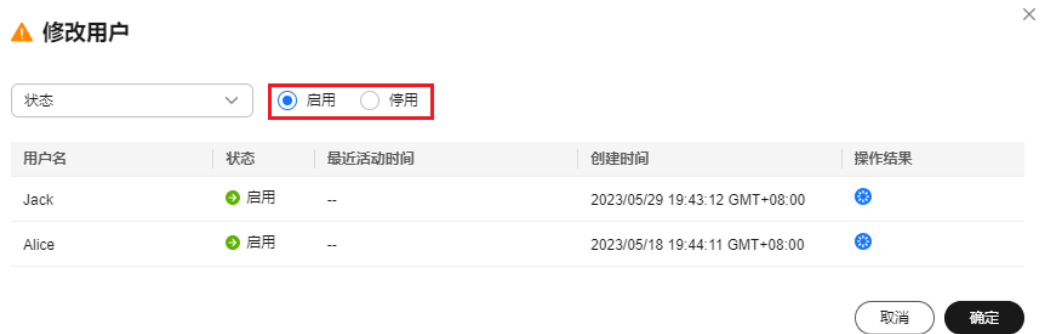 修改用户
状态 启用 停用
用户名 状态 最近活动时间 创建时间 操作结果
Jack 启用 -- 2023/05/29 19:43:12 GMT+08:00
Alice 启用 -- 2023/05/18 19:44:11 GMT+08:00
取消 确定